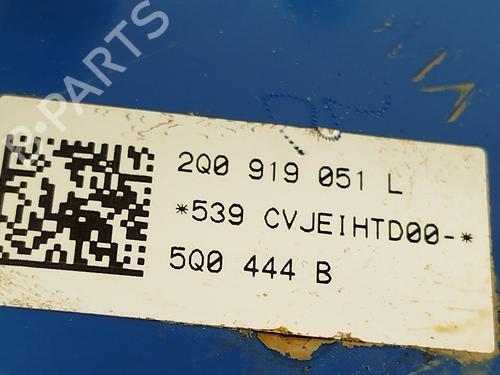 B-PARTS
2Q0 919 051 L
*539 CVJEIHTD00-*
5Q0 444 B